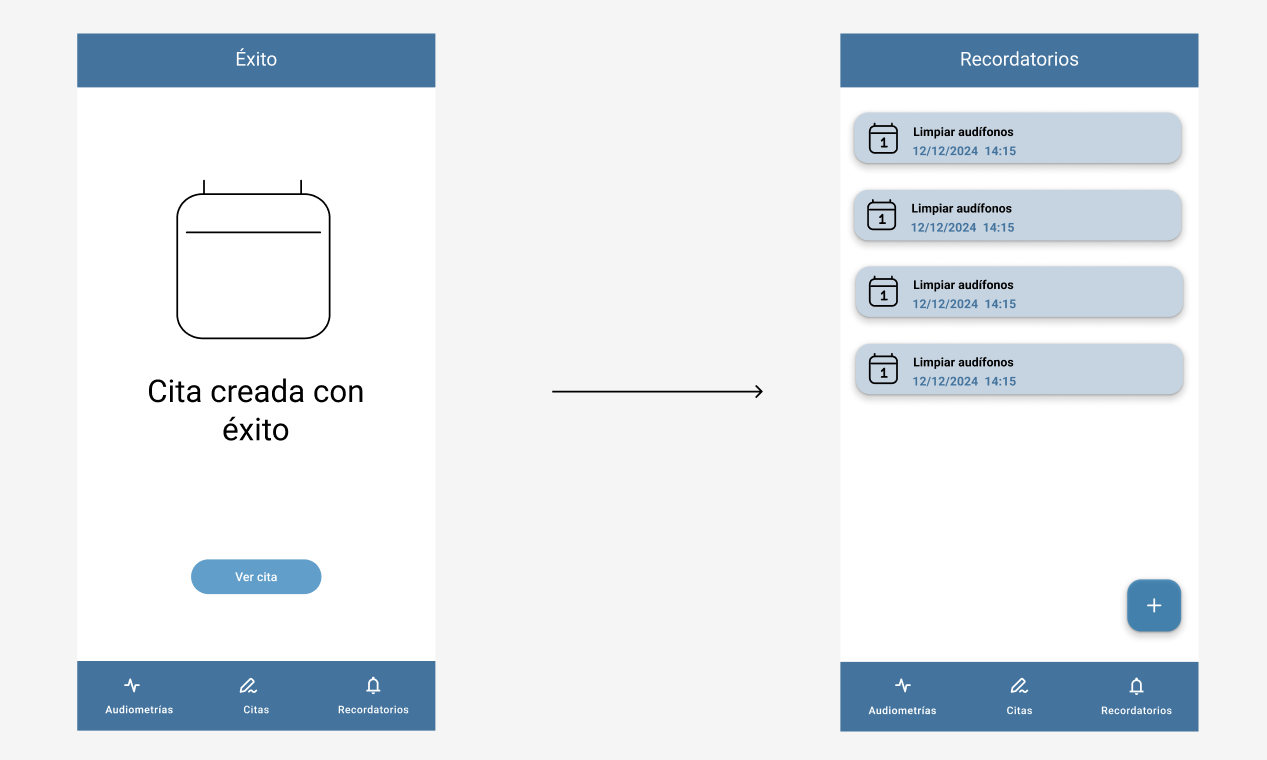 Éxito
Cita creada con
éxito
Ver cita
Audiometrías
Citas
Recordatorios
Recordatorios
1
Limpiar audífonos
12/12/2024 14:15
1
Limpiar audífonos
12/12/2024 14:15
1
Limpiar audífonos
12/12/2024 14:15
1
Limpiar audífonos
12/12/2024 14:15
+
Audiometrías
Citas
Recordatorios